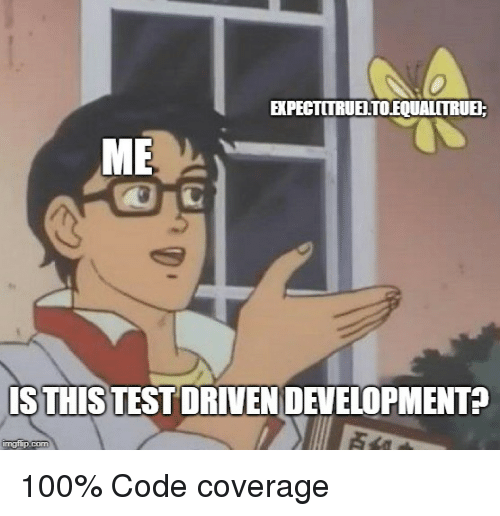 EXPECT(TRUE).TO.EQUAL(TRUE);
ME
IS THIS TEST DRIVEN DEVELOPMENT?
imgflip.com
100% Code coverage